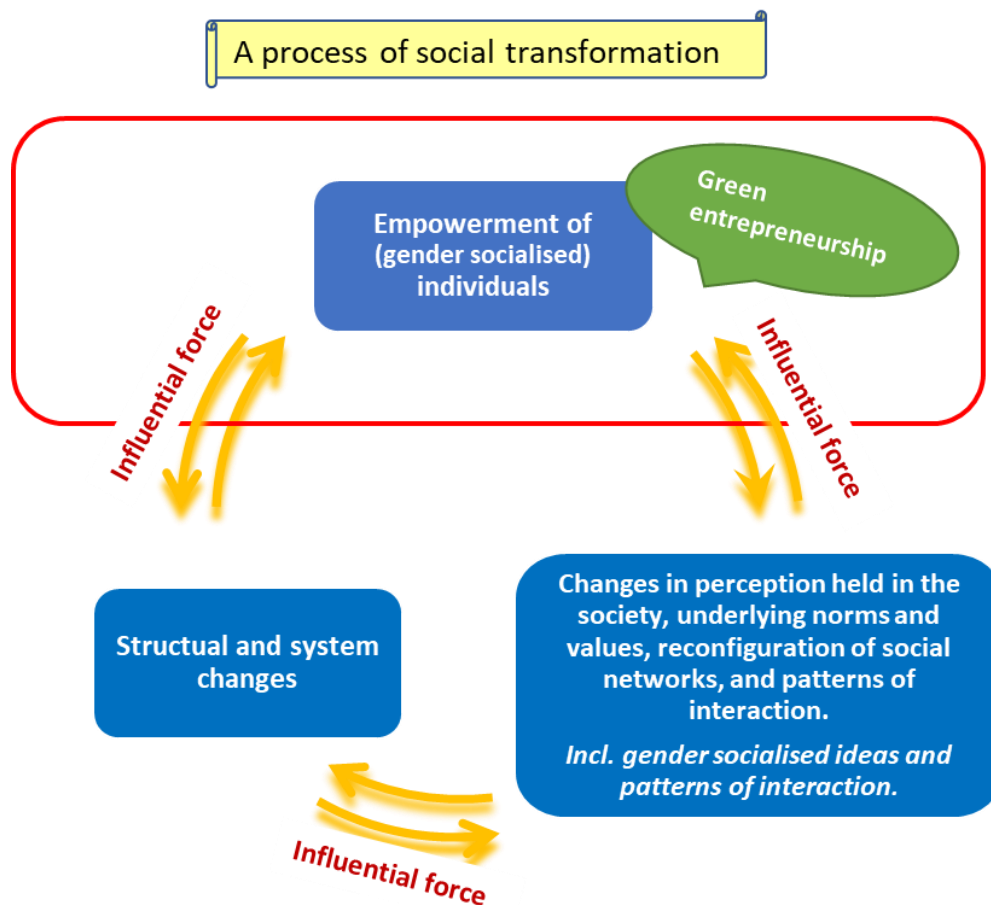 A process of social transformation
Green
entrepreneurship
Empowerment of
(gender socialised)
individuals
Influential force
Influential force
Structual and system
changes
Changes in perception held in the
society, underlying norms and
values, reconfiguration of social
networks, and patterns of
interaction.
Incl. gender socialised ideas and
patterns of interaction.
Influential force